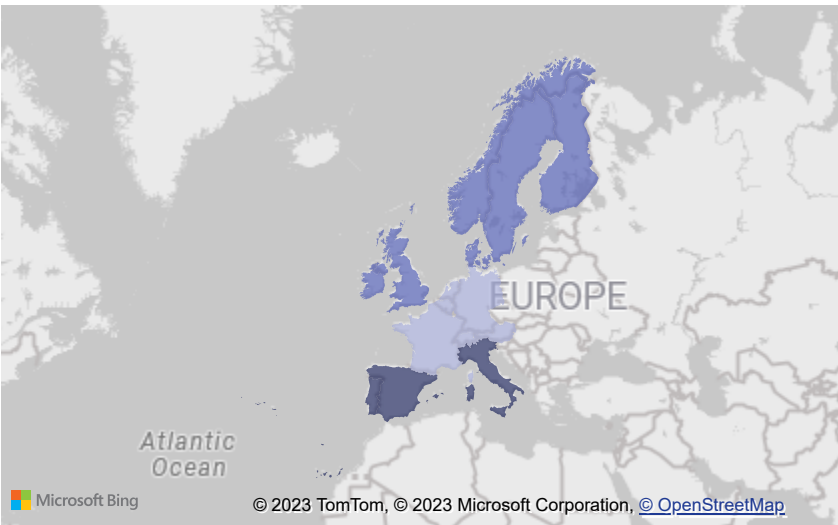 EUROPE
Atlantic
Ocean
Microsoft Bing
© 2023 TomTom, © 2023 Microsoft Corporation, © OpenStreetMap